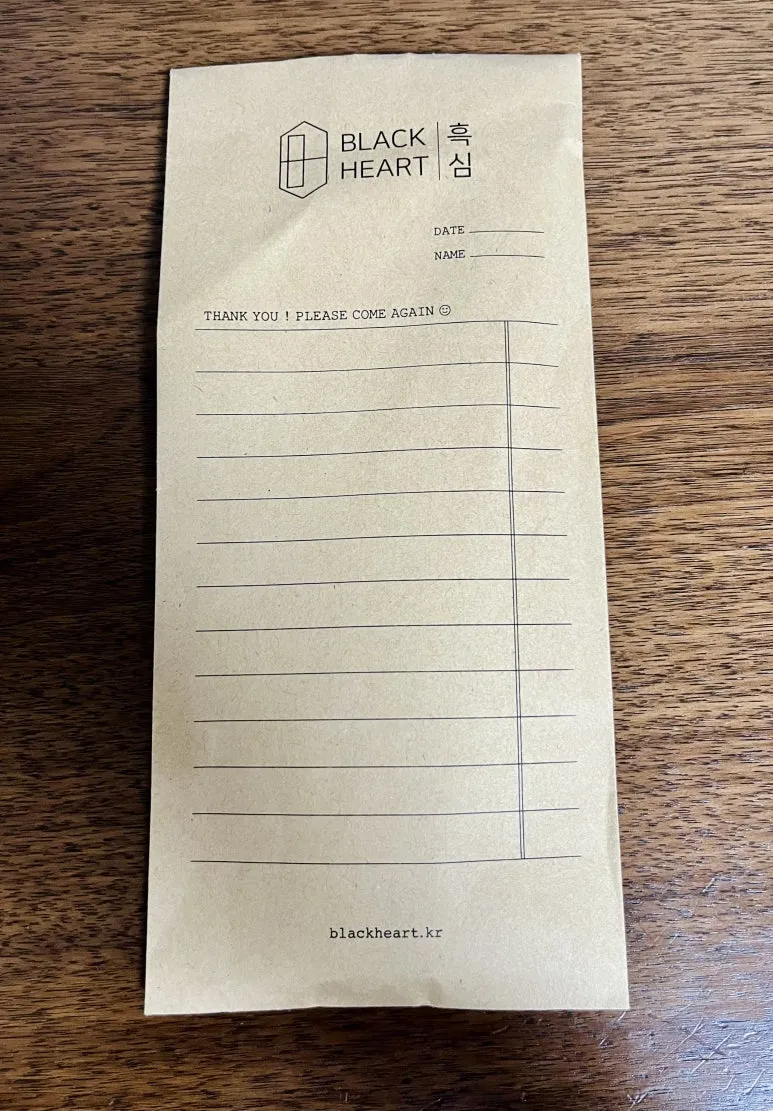 BLACK HEART
흑심
DATE
NAME
THANK YOU ! PLEASE COME AGAIN ☺
blackheart.kr